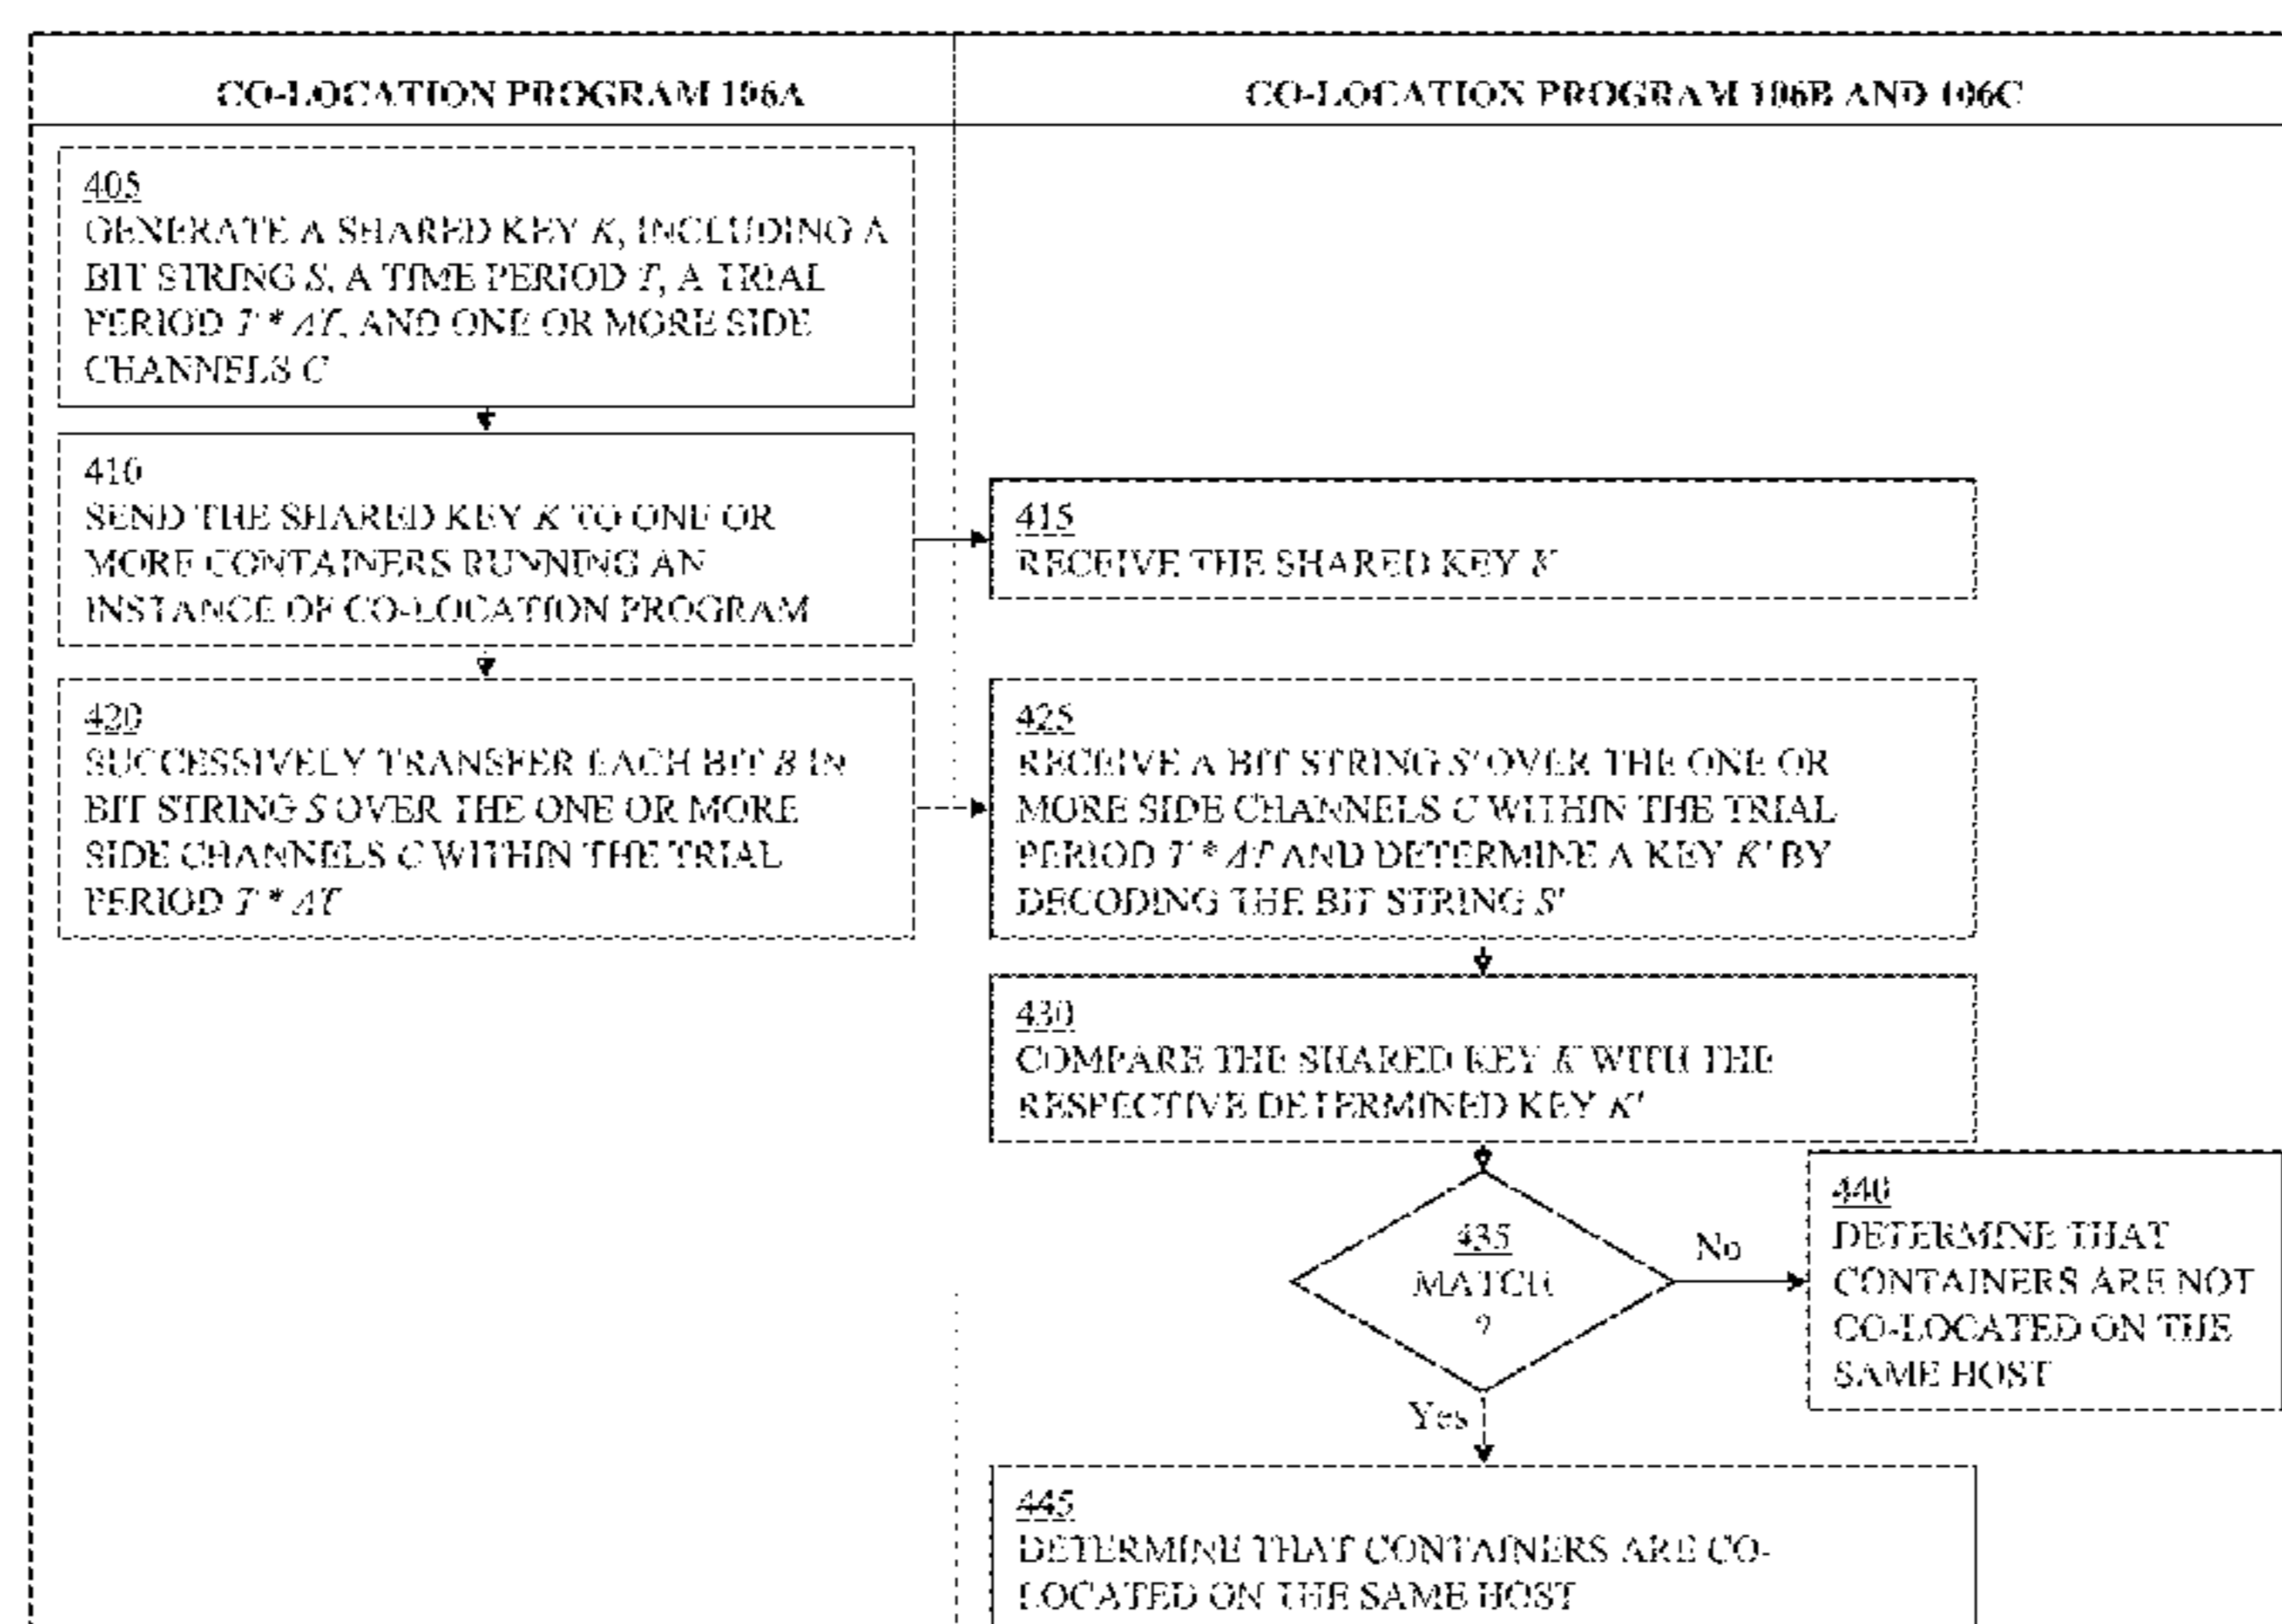 CO-LOCATION PROGRAM 106A
CO-LOCATION PROGRAM 106B AND 106C
405
GENERATE A SHARED KEY K, INCLUDING A
BIT STRING S, A TIME PERIOD T, A TRIAL
PERIOD T * ΔT, AND ONE OR MORE SIDE
CHANNELS C
410
SEND THE SHARED KEY K TO ONE OR
MORE CONTAINERS RUNNING AN
INSTANCE OF CO-LOCATION PROGRAM
415
RECEIVE THE SHARED KEY K
420
SUCCESSIVELY TRANSFER EACH BIT B IN
BIT STRING S OVER THE ONE OR MORE
SIDE CHANNELS C WITHIN THE TRIAL
PERIOD T * ΔT
425
RECEIVE A BIT STRING S' OVER THE ONE OR
MORE SIDE CHANNELS C WITHIN THE TRIAL
PERIOD T * ΔT AND DETERMINE A KEY K' BY
DECODING THE BIT STRING S'
430
COMPARE THE SHARED KEY K WITH THE
RESPECTIVE DETERMINED KEY K'
435
MATCH
?
No
440
DETERMINE THAT
CONTAINERS ARE NOT
CO-LOCATED ON THE
SAME HOST
Yes
445
DETERMINE THAT CONTAINERS ARE CO-
LOCATED ON THE SAME HOST